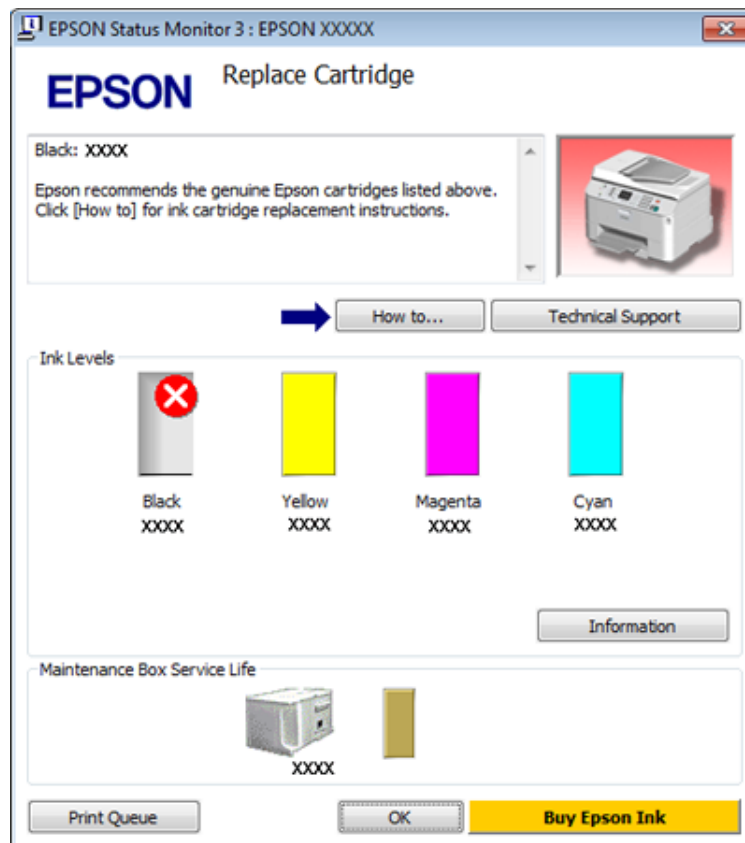 EPSON Status Monitor 3 : EPSON XXXXX
EPSON
Replace Cartridge
Black: XXXX
Epson recommends the genuine Epson cartridges listed above.
Click [How to] for ink cartridge replacement instructions.
How to...
Technical Support
Ink Levels
Black
Yellow
Magenta
Cyan
XXXX
XXXX
XXXX
XXXX
Information
Maintenance Box Service Life
XXXX
Print Queue
OK
Buy Epson Ink